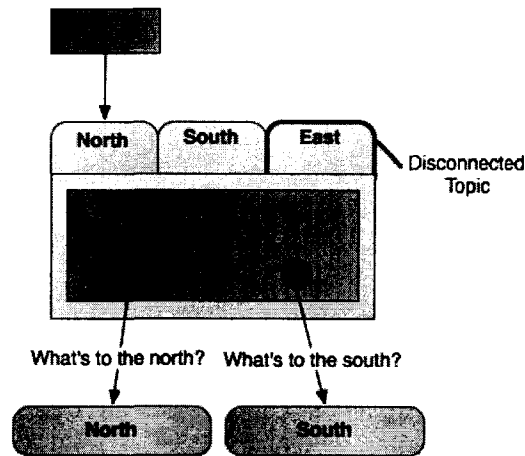 North South East
Disconnected
Topic
What's to the north? What's to the south?
North South